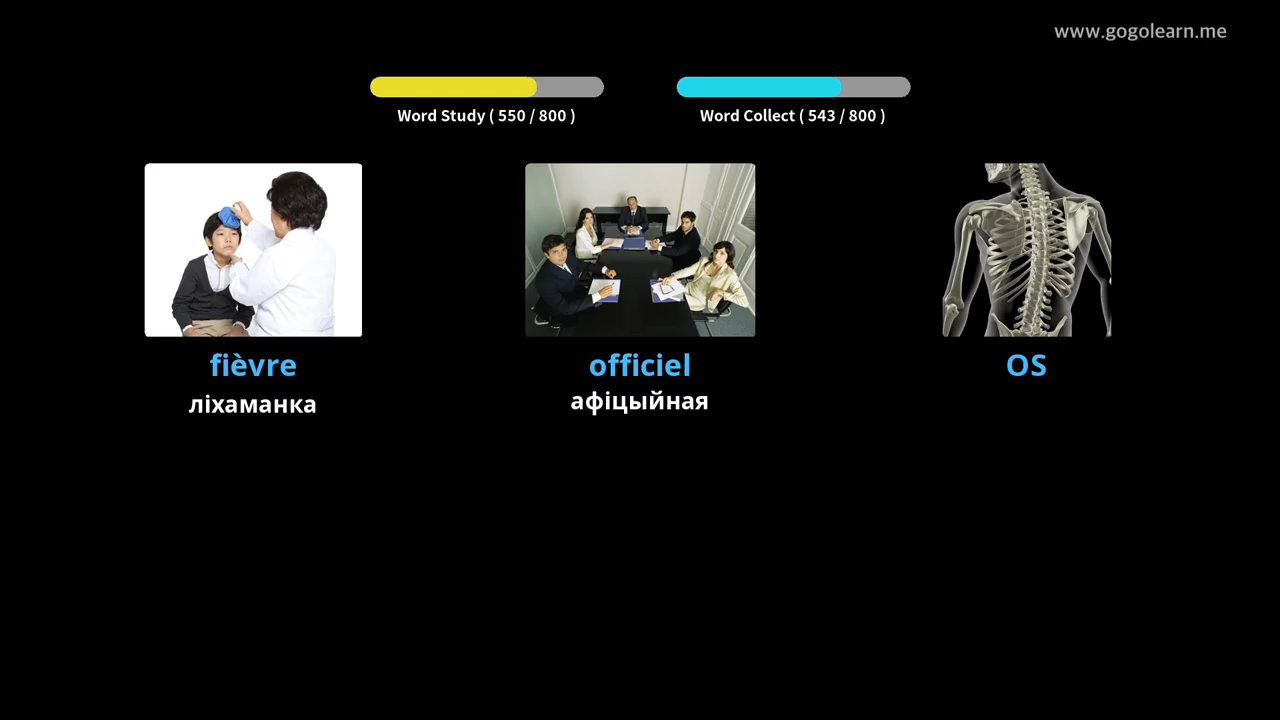 www.gogolearn.me
Word Study ( 550 / 800 )
Word Collect ( 543 / 800 )
fièvre
officiel
OS
ліхаманка
афіцыйная